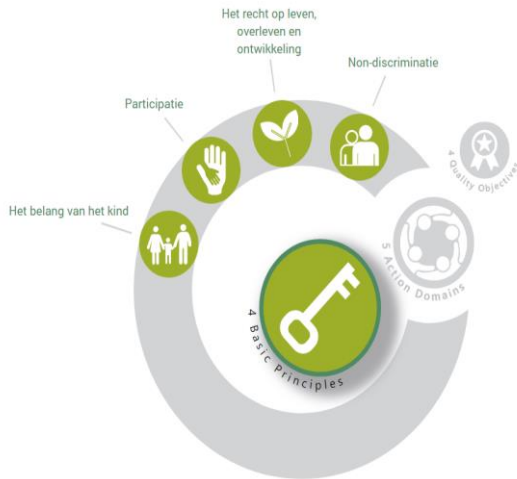 Het recht op leven,
overleven en
ontwikkeling
Non-discriminatie
Participatie
Het belang van het kind
4 Quality Objectives
5 Action Domains
4 Basic Principles